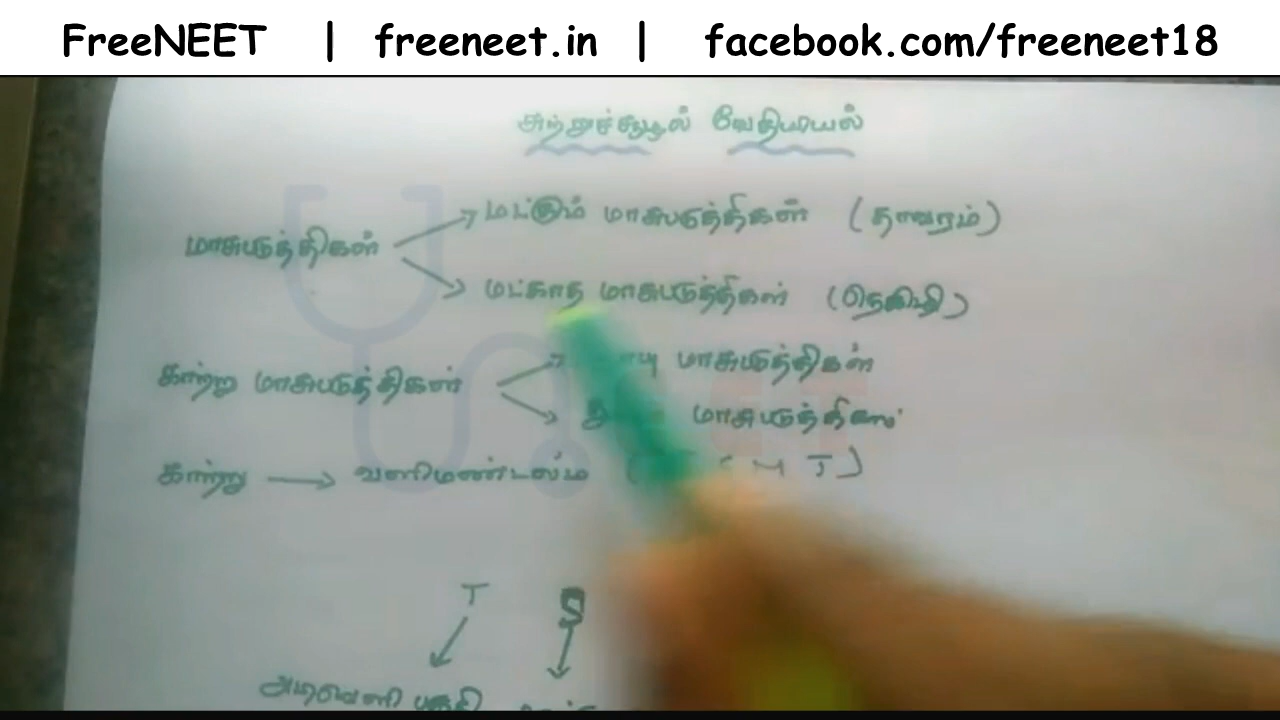 FreeNEET | freeneet.in | facebook.com/freeneet18
சுற்றுச்சூழல் வேதியியல்
மட்கும் மாசுபடுத்திகள் (தாவரம்)
மாசுபடுத்திகள்
மட்காத மாசுபடுத்திகள் (நெகிழி)
மாசுபடுத்திகள்
காற்று மாசுபடுத்திகள்
மாசுபடுத்திகள்
காற்று → வளிமண்டலம்
T S
அடிவெளி பகுதி